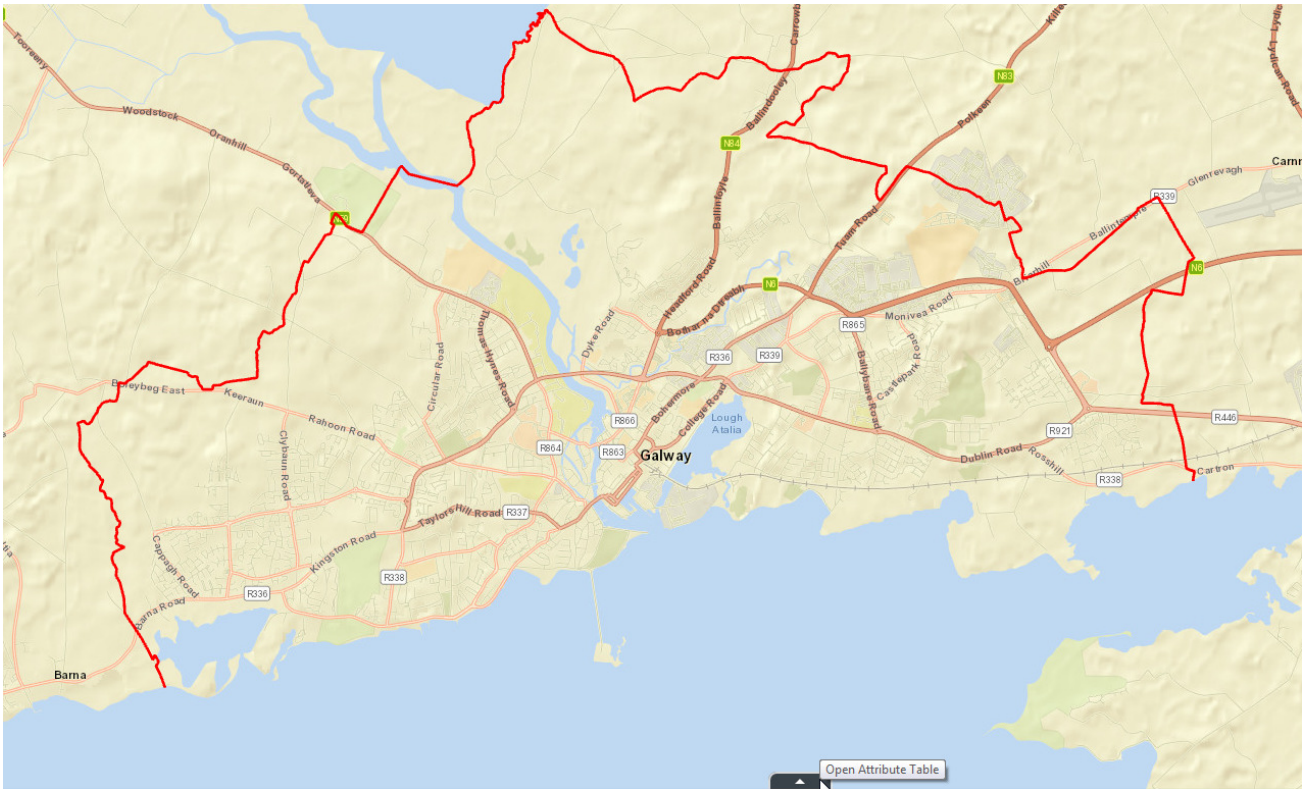 Tooreeny
Woodstock
Oranhill
Gortatleva
Carrowb
Ballindooley
N84
Ballinfoyle
Headford Road
Bothar na Dtreabh
N6
Kille
N83
Polkeen
Tuam Road
Lydic
Lydican Road
Carnm
Glenrevagh
R339
Ballintemple
Briarhill
N6
Monivea Road
R865
Castlepark Road
Ballybane Road
R336
R339
Dyke Road
Thomas Hynes Road
Circular Road
Keeraun
Rahoon Road
Clybaun Road
R866
Bohermore
College Road
R864
R863
Galway
Lough
Atalia
Dublin Road
R921
Rosshill
R446
R338
Cartron
Taylors Hill Road
R337
Kingston Road
R338
R336
Cappagh Road
Barna Road
Barna
Open Attribute Table